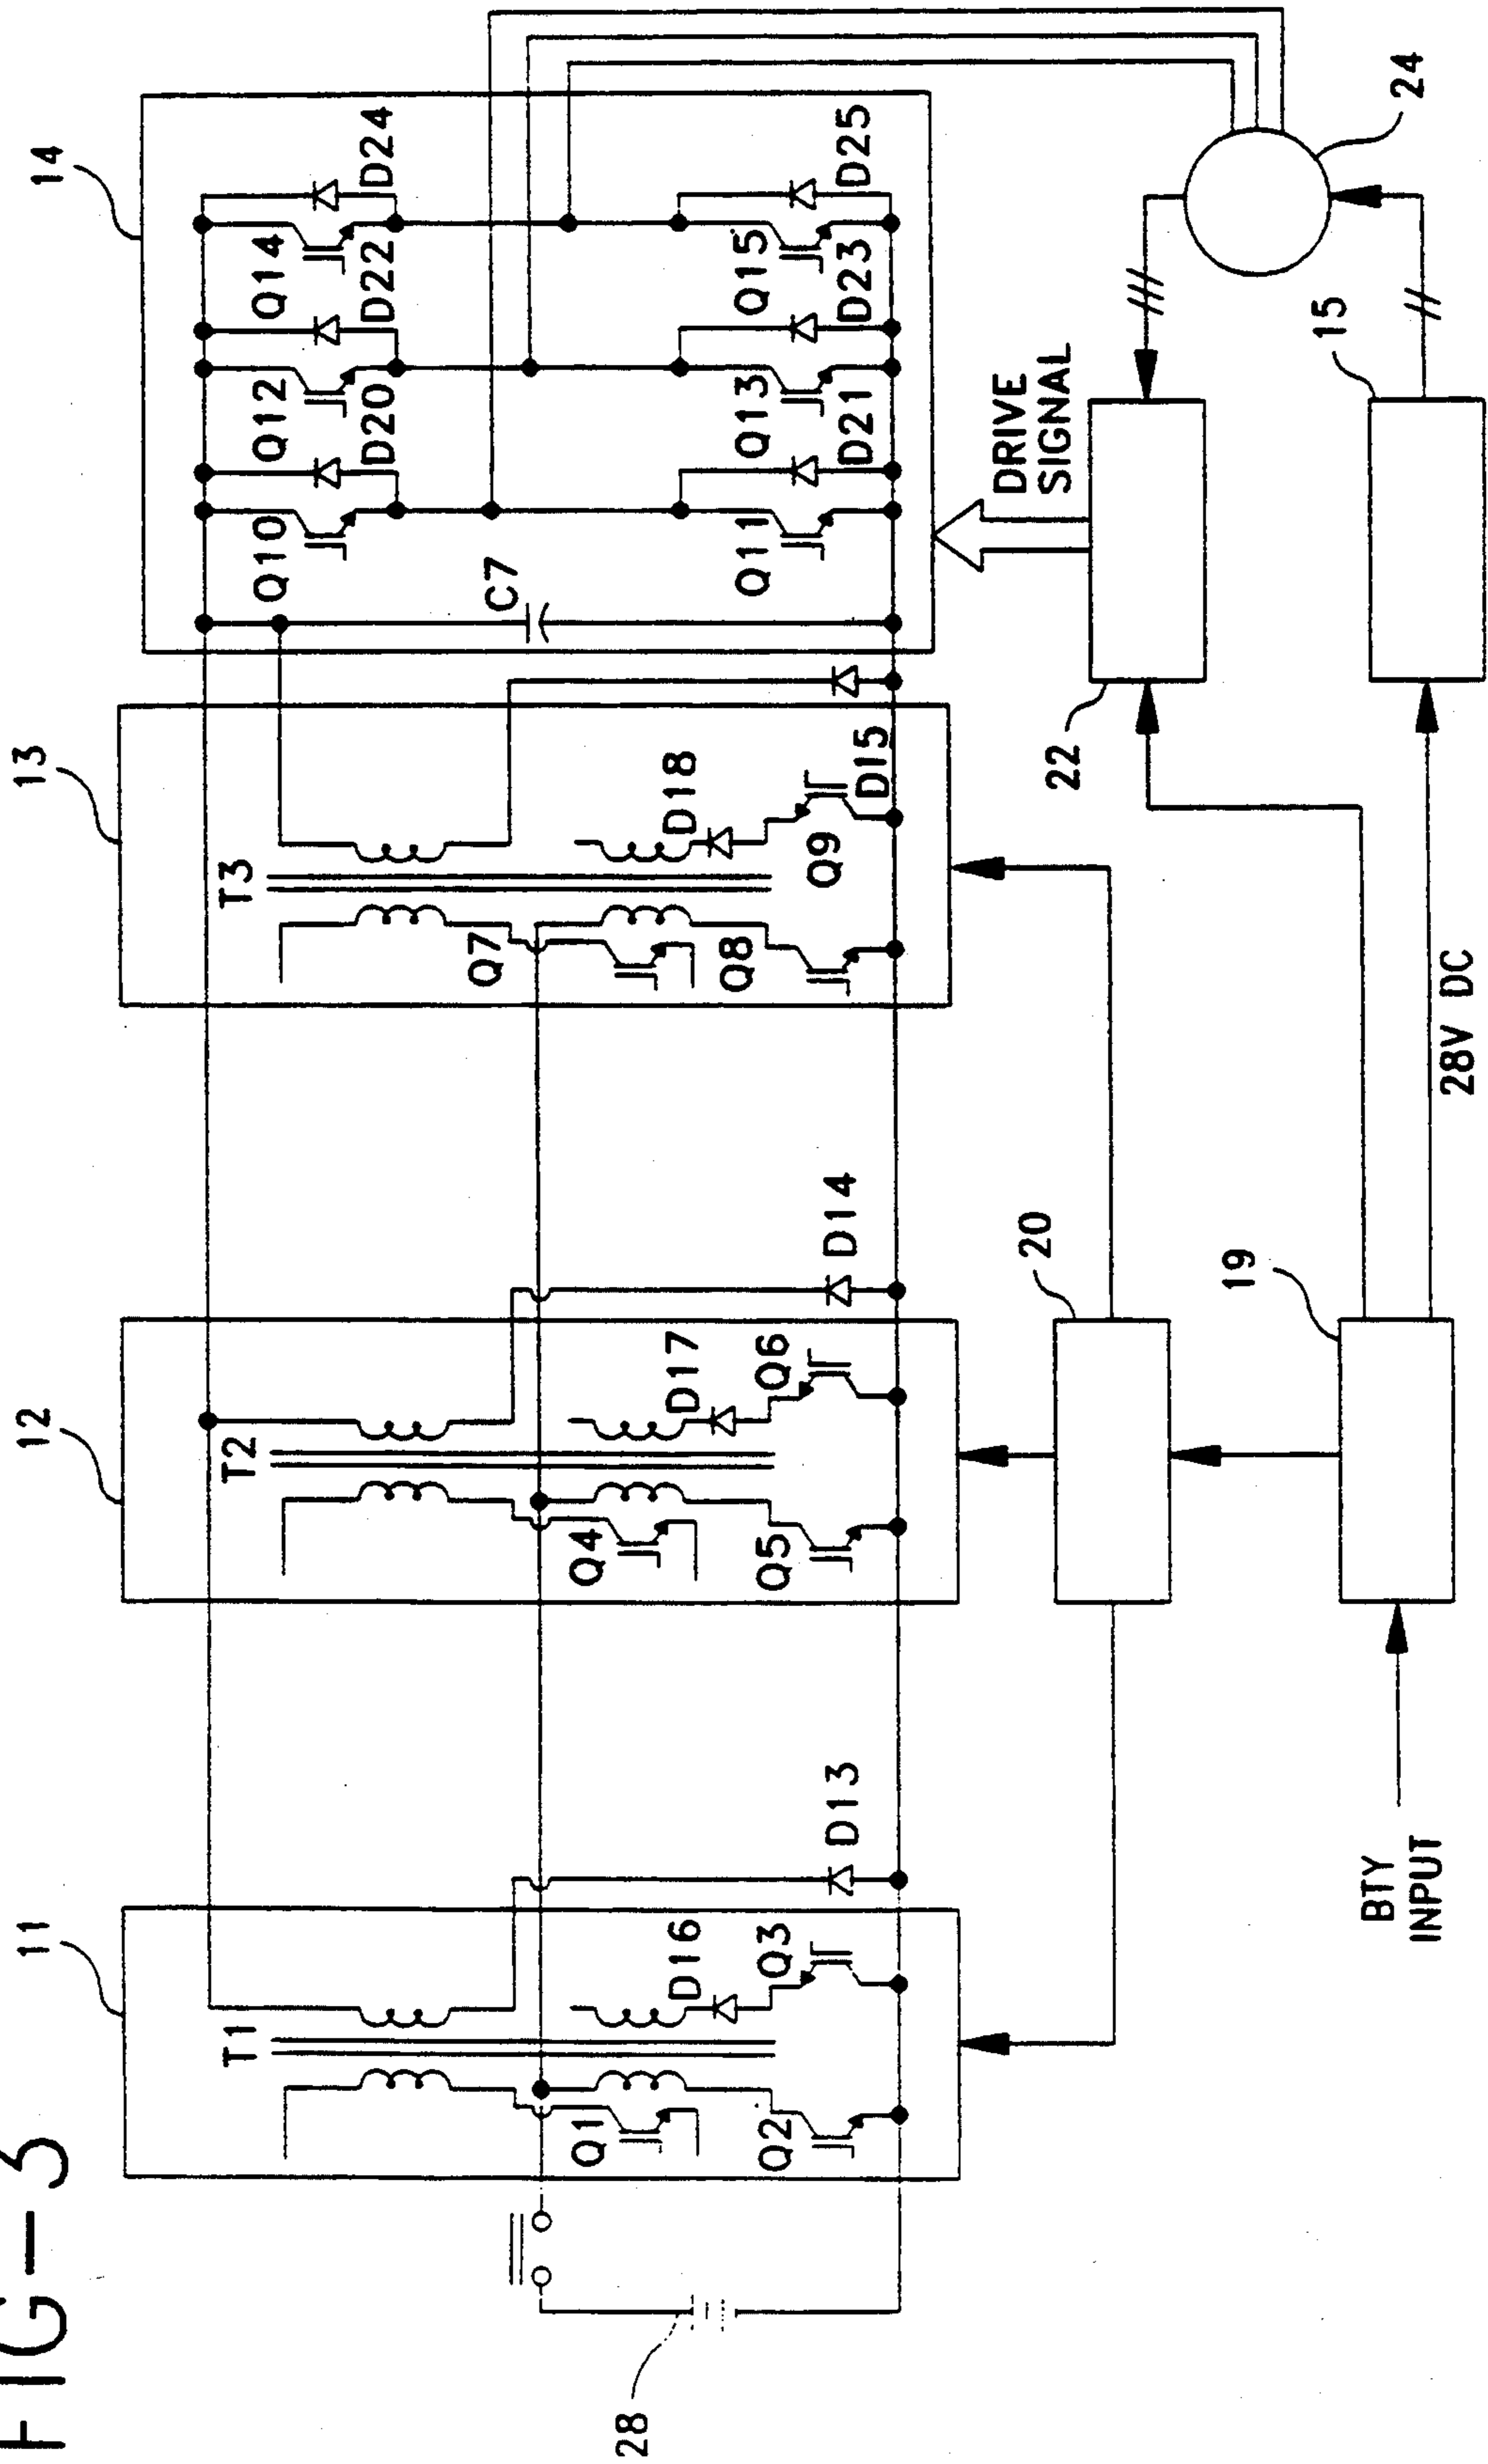 FIG-3
11
12
13
14
T1
T2
T3
Q1
Q2
D16
Q3
D13
Q4
Q5
D17
Q6
D14
Q7
Q8
D18
Q9
D15
C7
Q10
D20
Q12
D22
Q14
D24
Q11
D21
Q13
D23
Q15
D25
28
DRIVE
SIGNAL
20
22
24
19
15
BTY
INPUT
28V DC